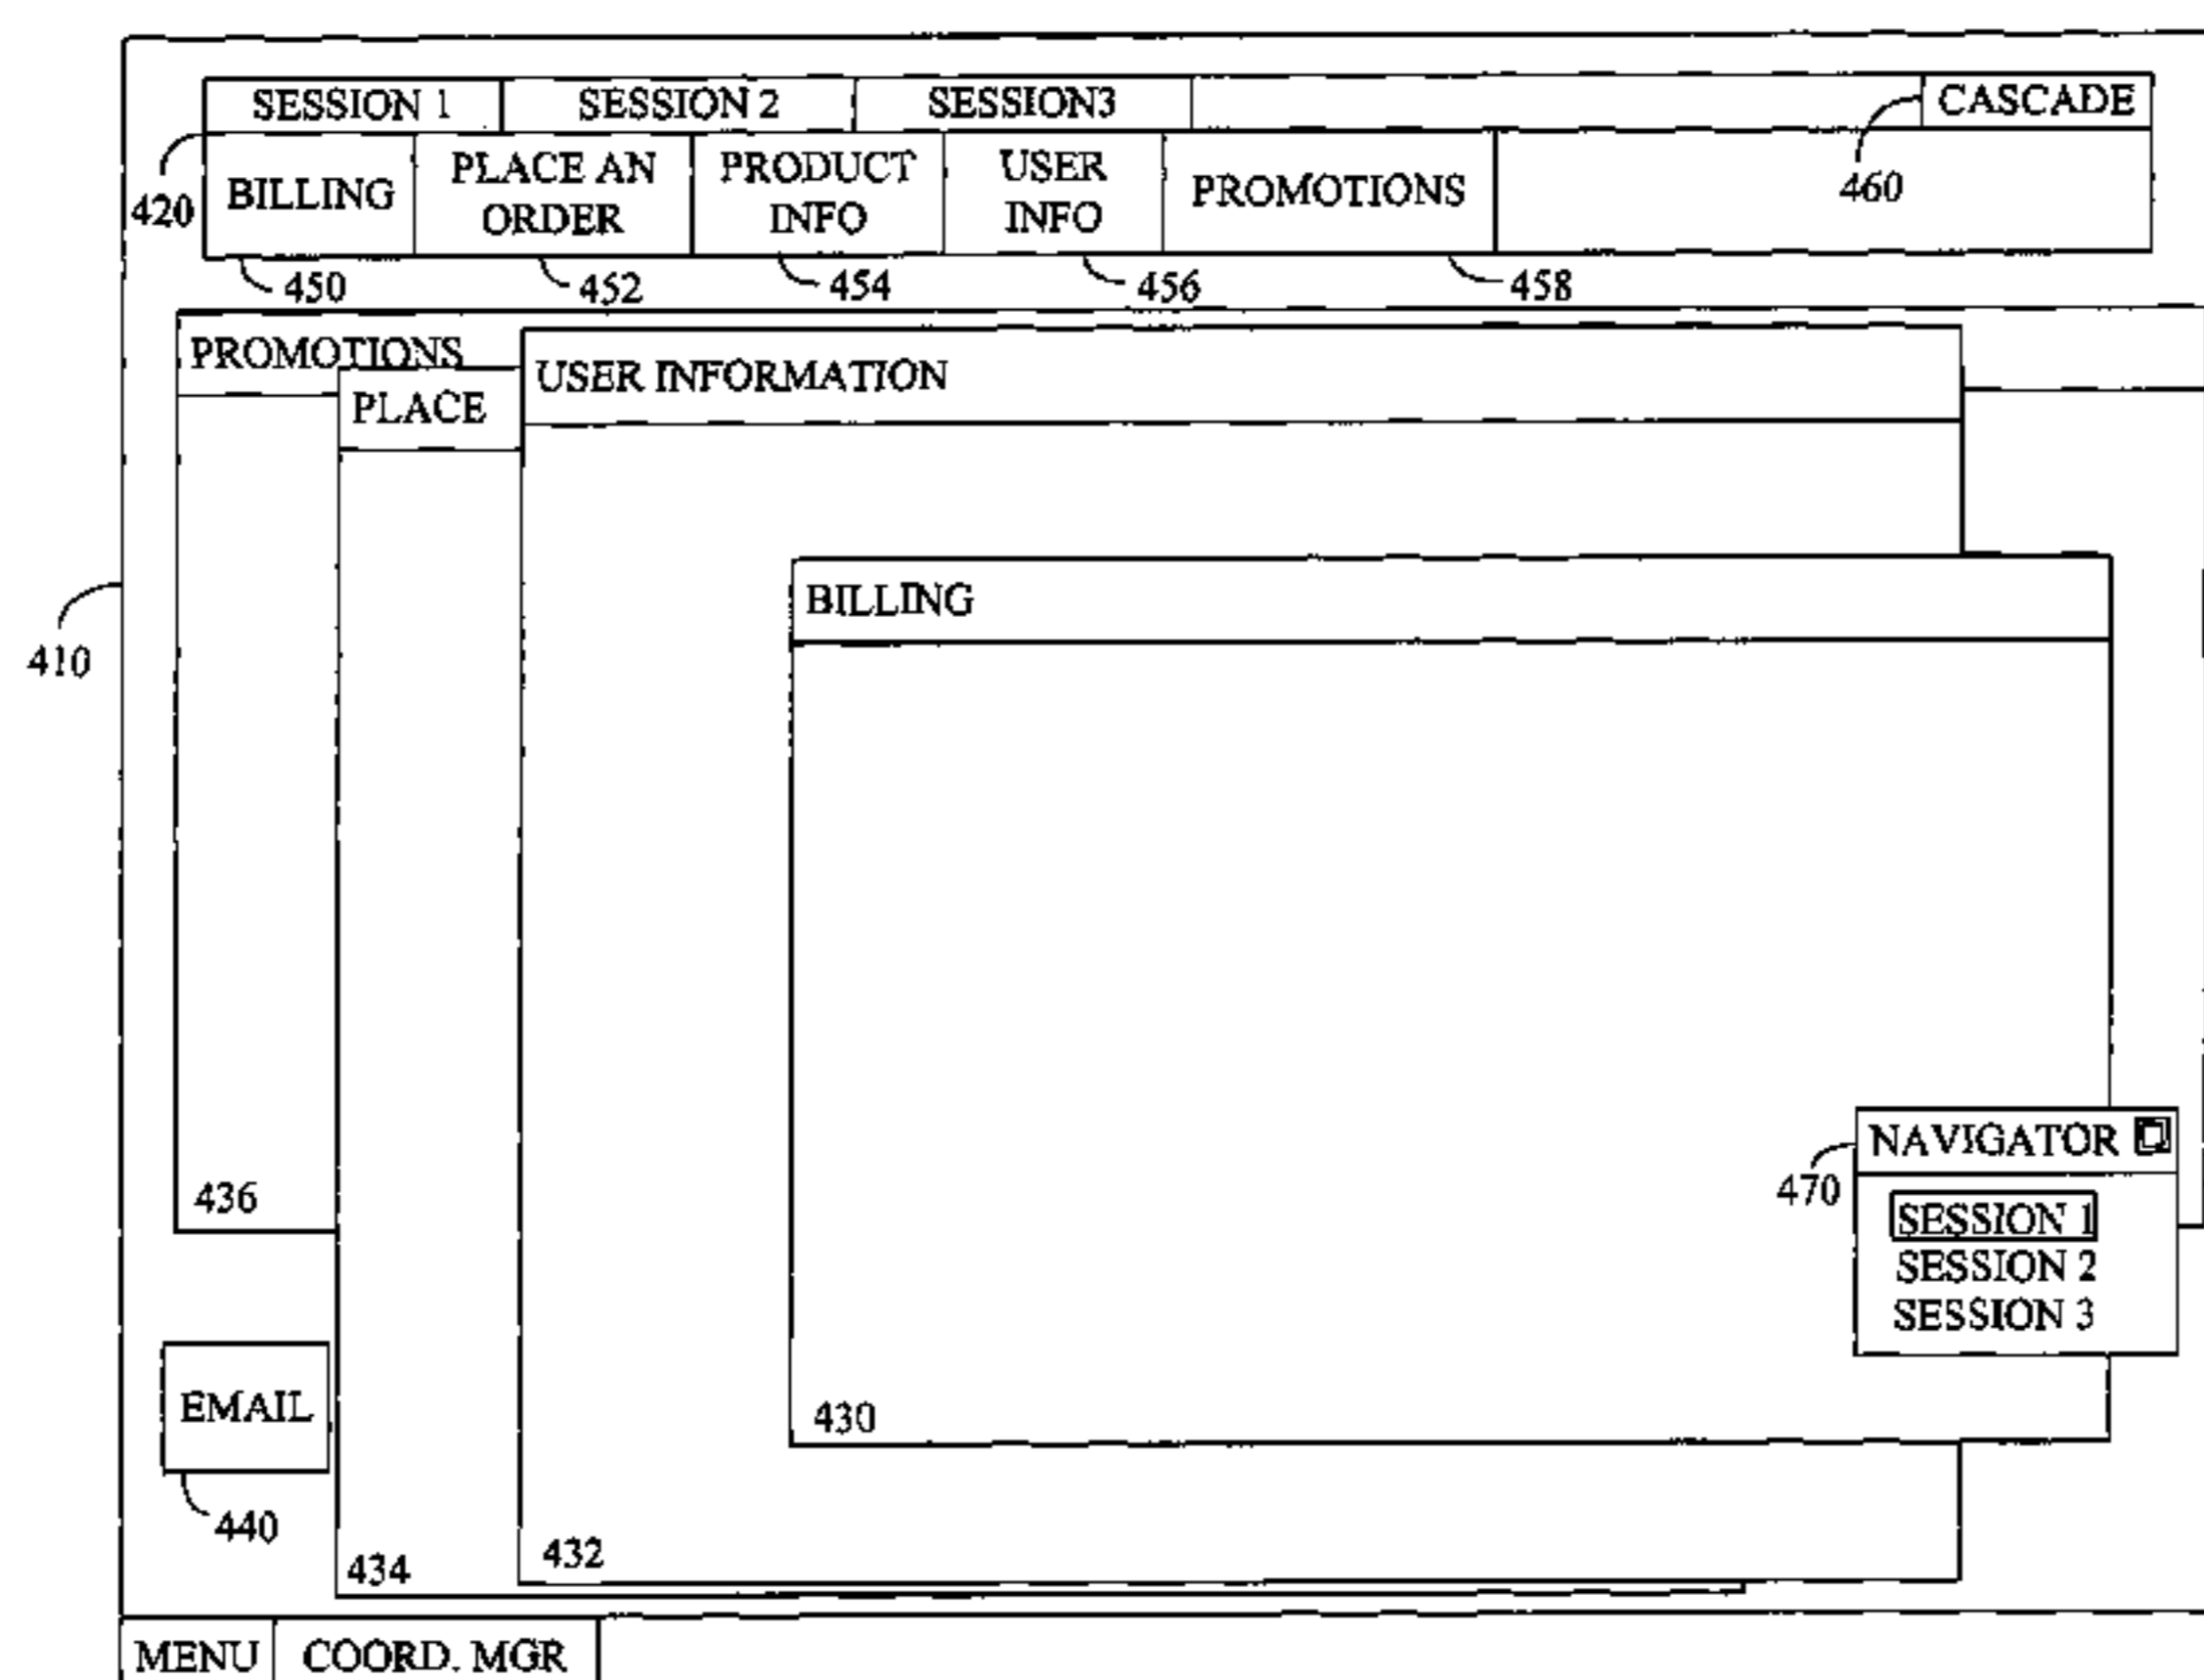 SESSION 1 SESSION 2 SESSION3 CASCADE
BILLING PLACE AN ORDER PRODUCT INFO USER INFO PROMOTIONS 460
420
450 452 454 456 458
PROMOTIONS
PLACE
USER INFORMATION
BILLING
410
NAVIGATOR
470
436
SESSION 1
SESSION 2
SESSION 3
EMAIL
430
440
434
432
MENU COORD. MGR